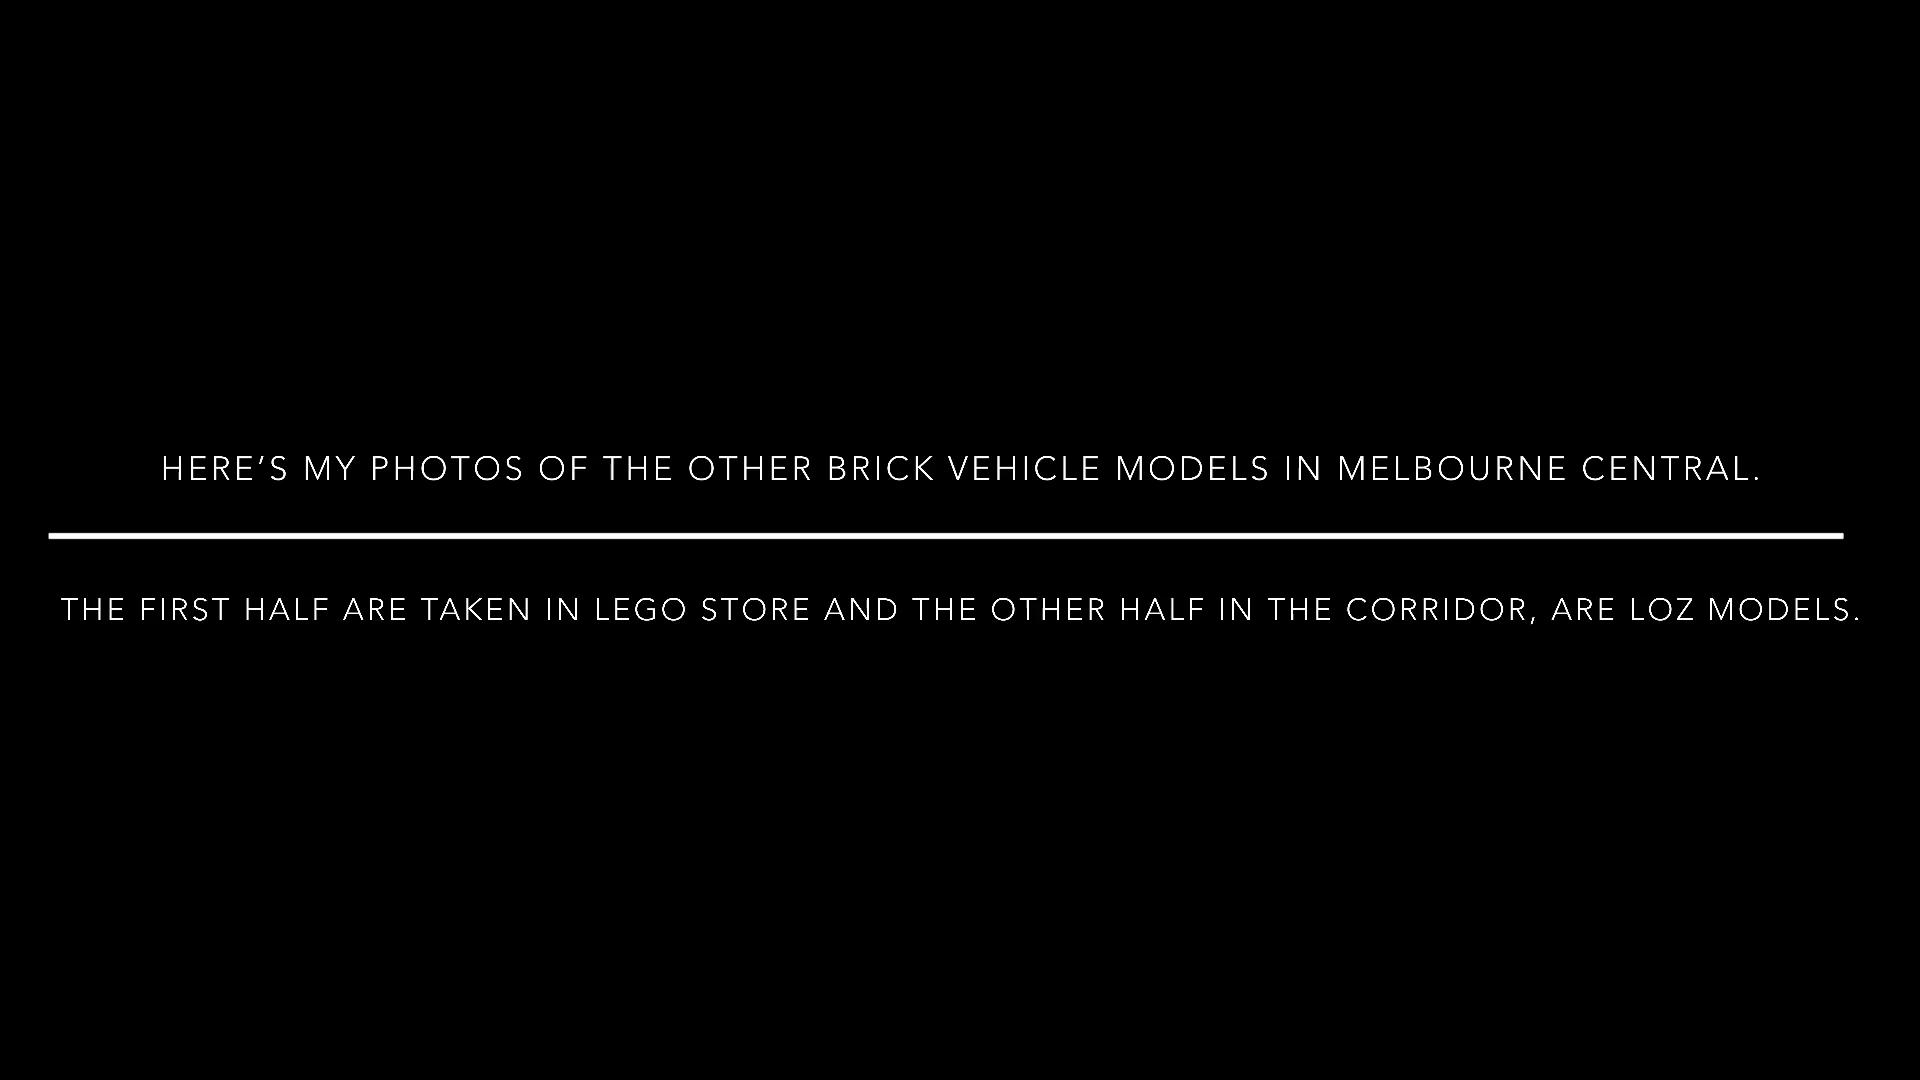 HERE’S MY PHOTOS OF THE OTHER BRICK VEHICLE MODELS IN MELBOURNE CENTRAL.
THE FIRST HALF ARE TAKEN IN LEGO STORE AND THE OTHER HALF IN THE CORRIDOR, ARE LOZ MODELS.